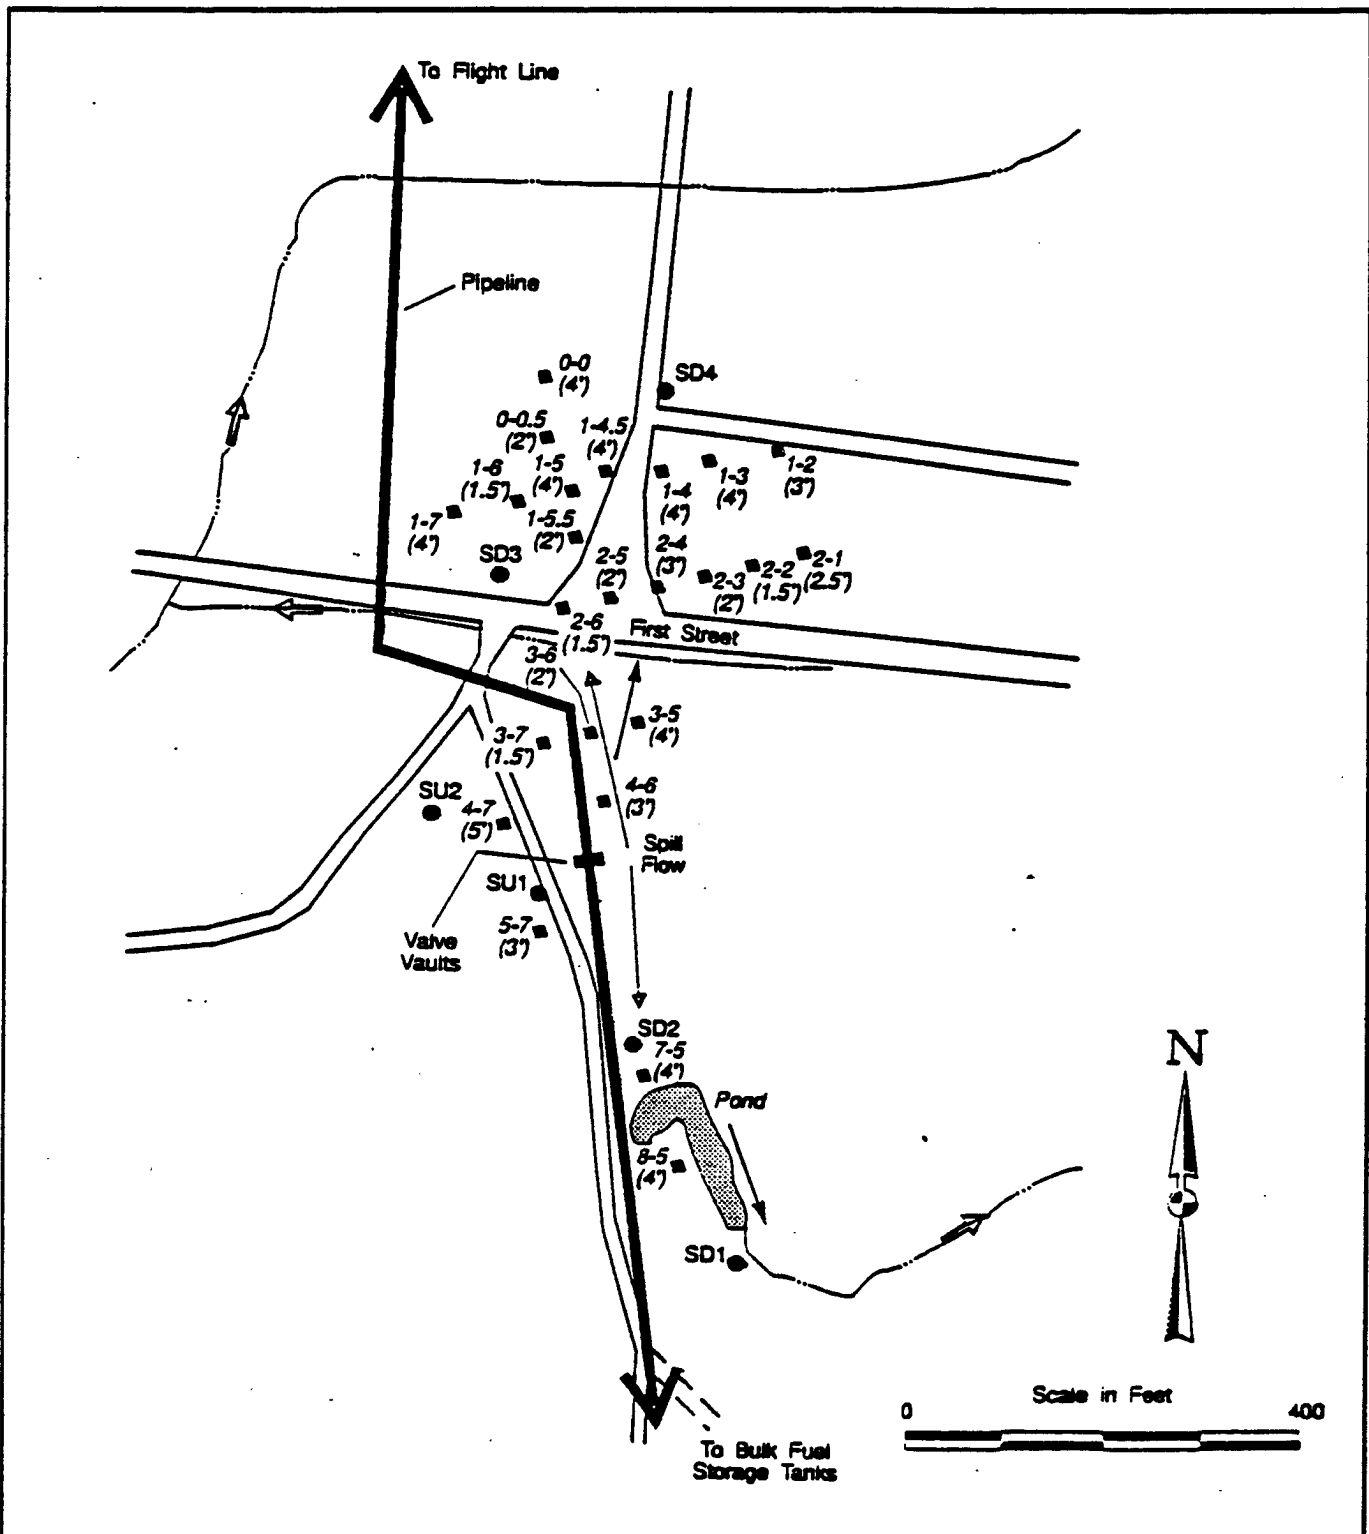 To Flight Line
Pipeline
0-0
(4')
SD4
0-0.5
(2')
1-4.5
(4')
1-6
(1.5')
1-5
(4')
1-2
(3')
1-3
(4')
1-4
(4')
1-7
(4')
1-5.5
(2')
SD3
2-5
(2')
2-4
(3')
2-3
(2')
2-2
(1.5')
2-1
(2.5')
2-6
(1.5')
First Street
3-6
(2')
3-5
(4')
3-7
(1.5')
SU2
4-7
(5')
4-6
(3')
Spill
Flow
SU1
5-7
(3')
Valve
Vaults
SD2
7-5
(4')
Pond
8-5
(4')
SD1
N
Scale in Feet
0 400
To Bulk Fuel
Storage Tanks